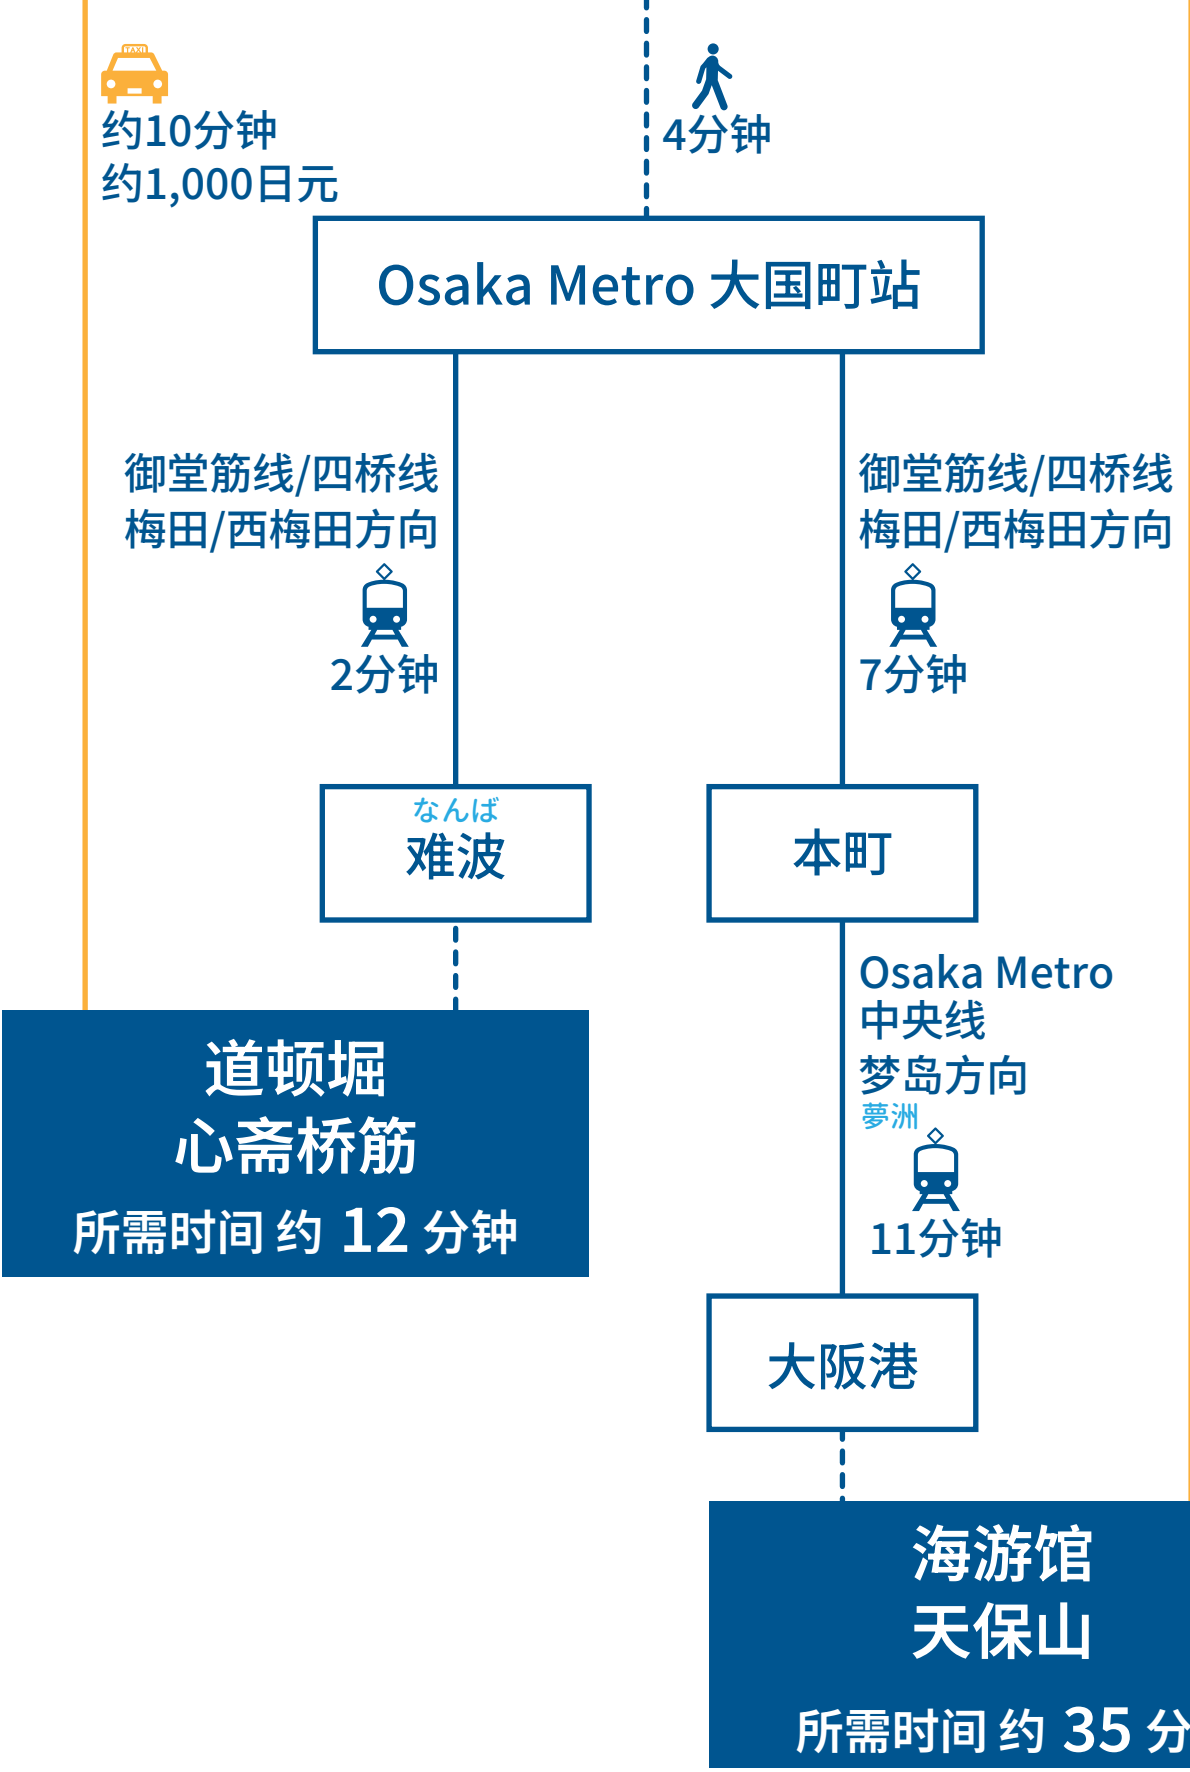 TAXI
约10分钟
约1,000日元
4分钟
Osaka Metro 大国町站
御堂筋线/四桥线
梅田/西梅田方向
2分钟
御堂筋线/四桥线
梅田/西梅田方向
7分钟
なんば
难波
本町
道顿堀
心斋桥筋
所需时间 约 12 分钟
Osaka Metro
中央线
梦岛方向
夢洲
11分钟
大阪港
海游馆
天保山
所需时间 约 35 分